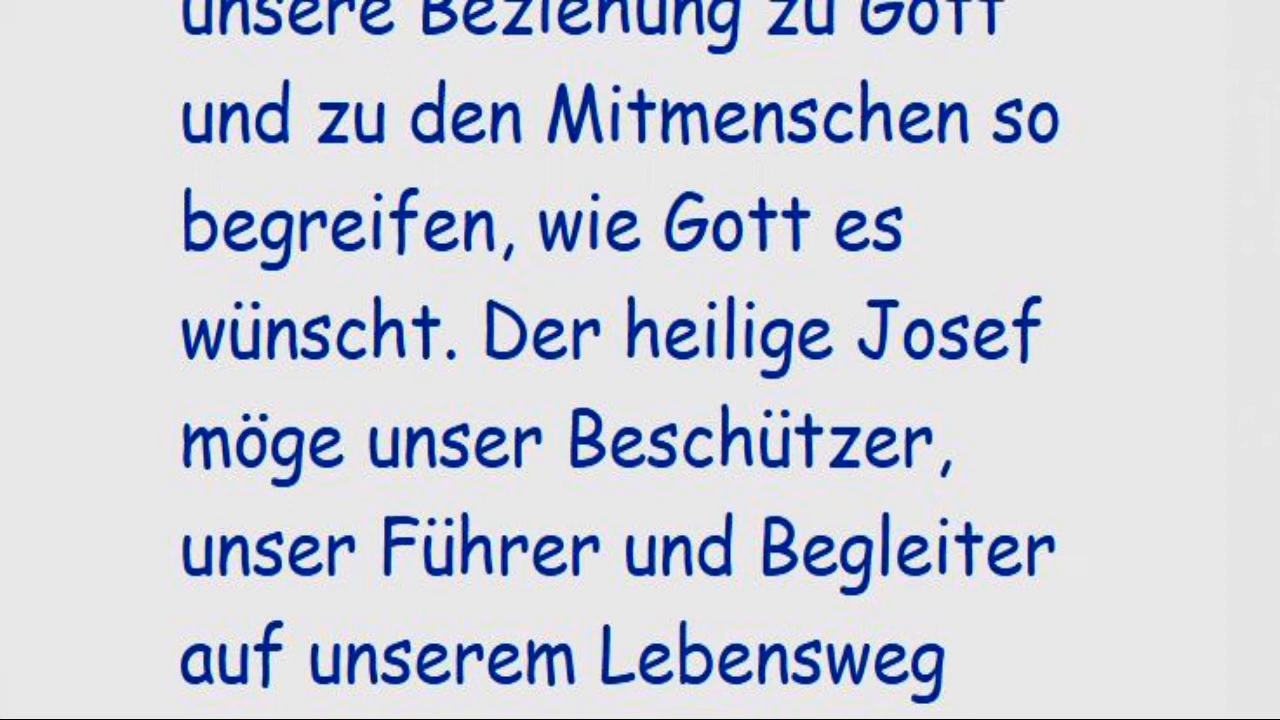 unsere Beziehung zu Gott
und zu den Mitmenschen so
begreifen, wie Gott es
wünscht. Der heilige Josef
möge unser Beschützer,
unser Führer und Begleiter
auf unserem Lebensweg